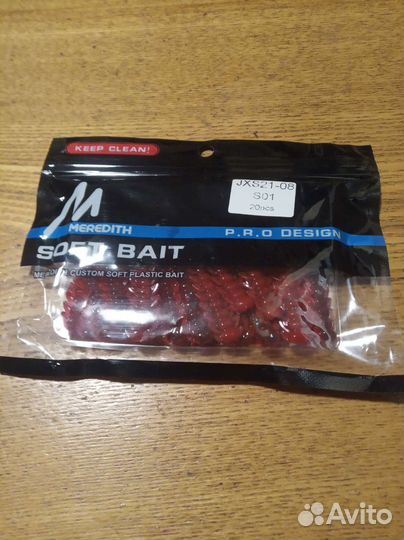 KEEP CLEAN!
JXS21-08
S01
20pcs
M
MEREDITH
P.R.O DESIGN
SOFT BAIT
CUSTOM SOFT PLASTIC BAIT
Avito